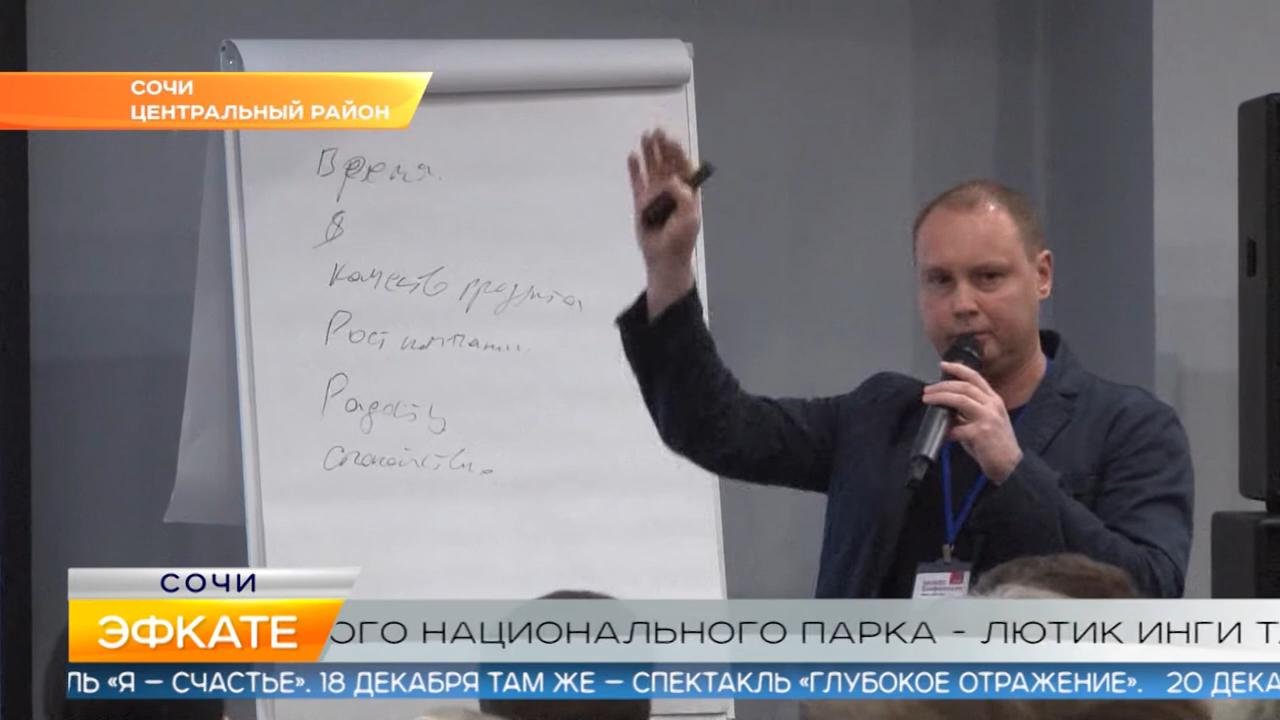 СОЧИ
ЦЕНТРАЛЬНЫЙ РАЙОН
Время.
$
качество продукта
Рост компании.
Радость
спокойствие
СОЧИ
ЭФКАТЕ
ОГО НАЦИОНАЛЬНОГО ПАРКА - ЛЮТИК ИНГИ ТА
ЛЬ «Я — СЧАСТЬЕ». 18 ДЕКАБРЯ ТАМ ЖЕ — СПЕКТАКЛЬ «ГЛУБОКОЕ ОТРАЖЕНИЕ». 20 ДЕКА